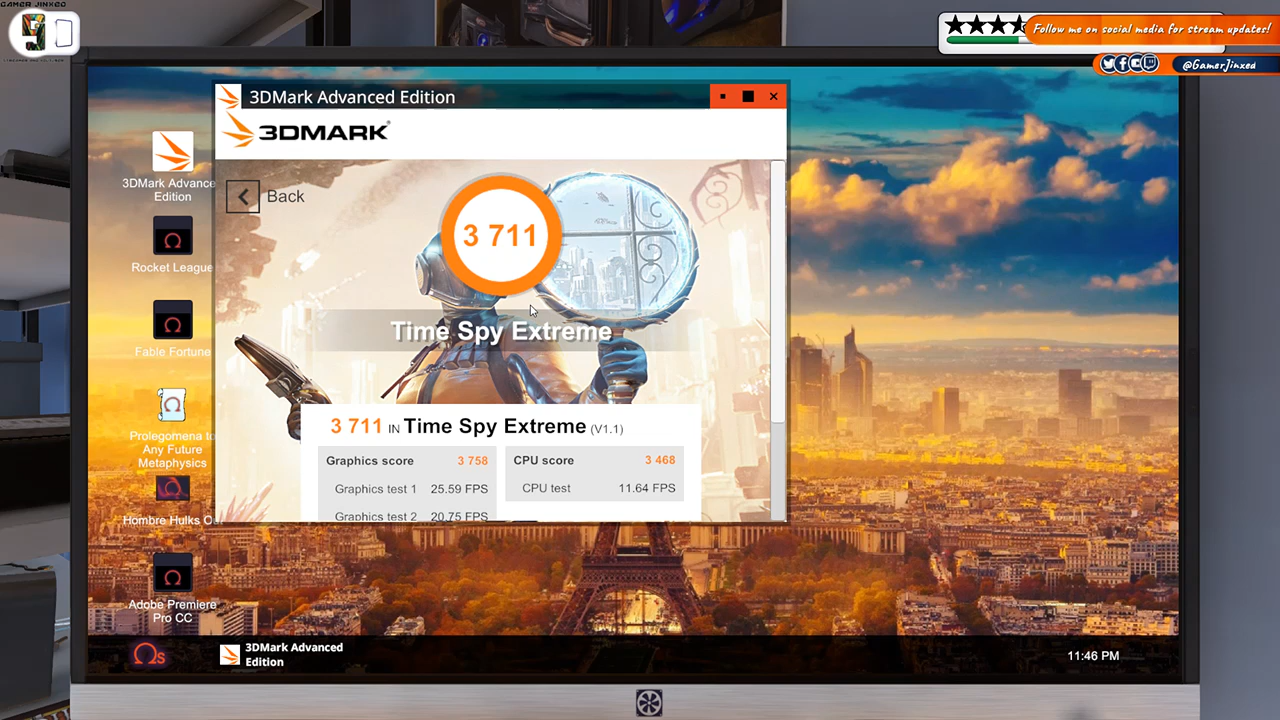 GAMER JINXED
Follow me on social media for stream updates!
@GamerJinxed
3DMark Advanced Edition
3DMARK
Back
3 711
Time Spy Extreme
3 711 IN Time Spy Extreme (V1.1)
Graphics score 3 758
Graphics test 1 25.59 FPS
Graphics test 2 20.75 FPS
CPU score 3 468
CPU test 11.64 FPS
3DMark Advance
Edition
Rocket League
Fable Fortune
Prolegomena to
Any Future
Metaphysics
Hombre Hulks O
Adobe Premiere
Pro CC
Ωs
3DMark Advanced
Edition
11:46 PM